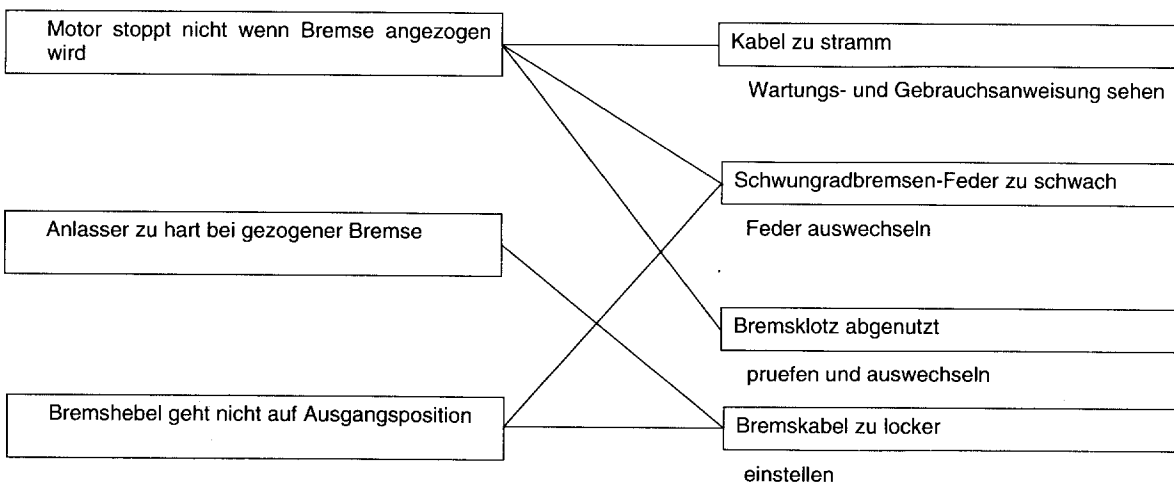 Motor stoppt nicht wenn Bremse angezogen
wird
Anlasser zu hart bei gezogener Bremse
Bremshebel geht nicht auf Ausgangsposition
Kabel zu stramm
Wartungs- und Gebrauchsanweisung sehen
Schwungradbremsen-Feder zu schwach
Feder auswechseln
Bremsklotz abgenutzt
pruefen und auswechseln
Bremskabel zu locker
einstellen